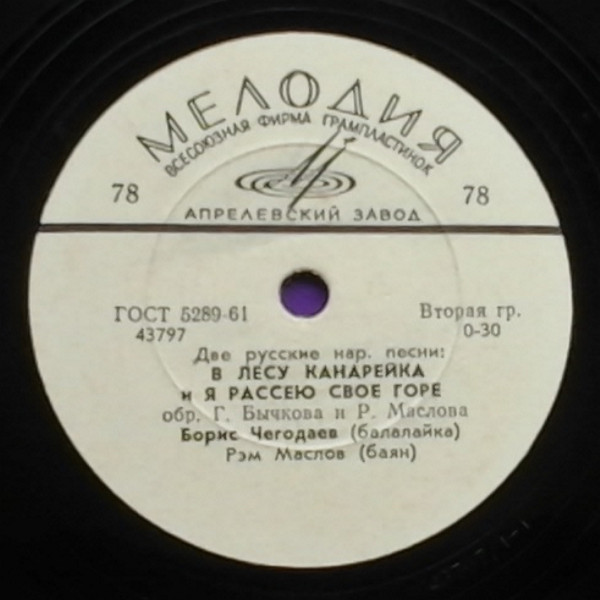 МЕЛОДИЯ
ВСЕСОЮЗНАЯ ФИРМА ГРАМПЛАСТИНОК
78 78
АПРЕЛЕВСКИЙ ЗАВОД
ГОСТ 5289-61 Вторая гр.
43797 0-30
Две русские нар. песни:
В ЛЕСУ КАНАРЕЙКА
и Я РАССЕЮ СВОЕ ГОРЕ
обр. Г. Бычкова и Р. Маслова
Борис Чегодаев (балалайка)
Рэм Маслов (баян)